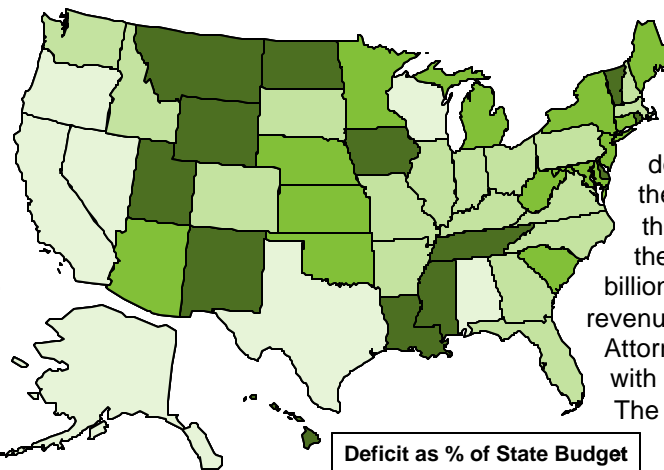 de
the
th
the
billion
revenu
Attorn
with
The
Deficit as % of State Budget